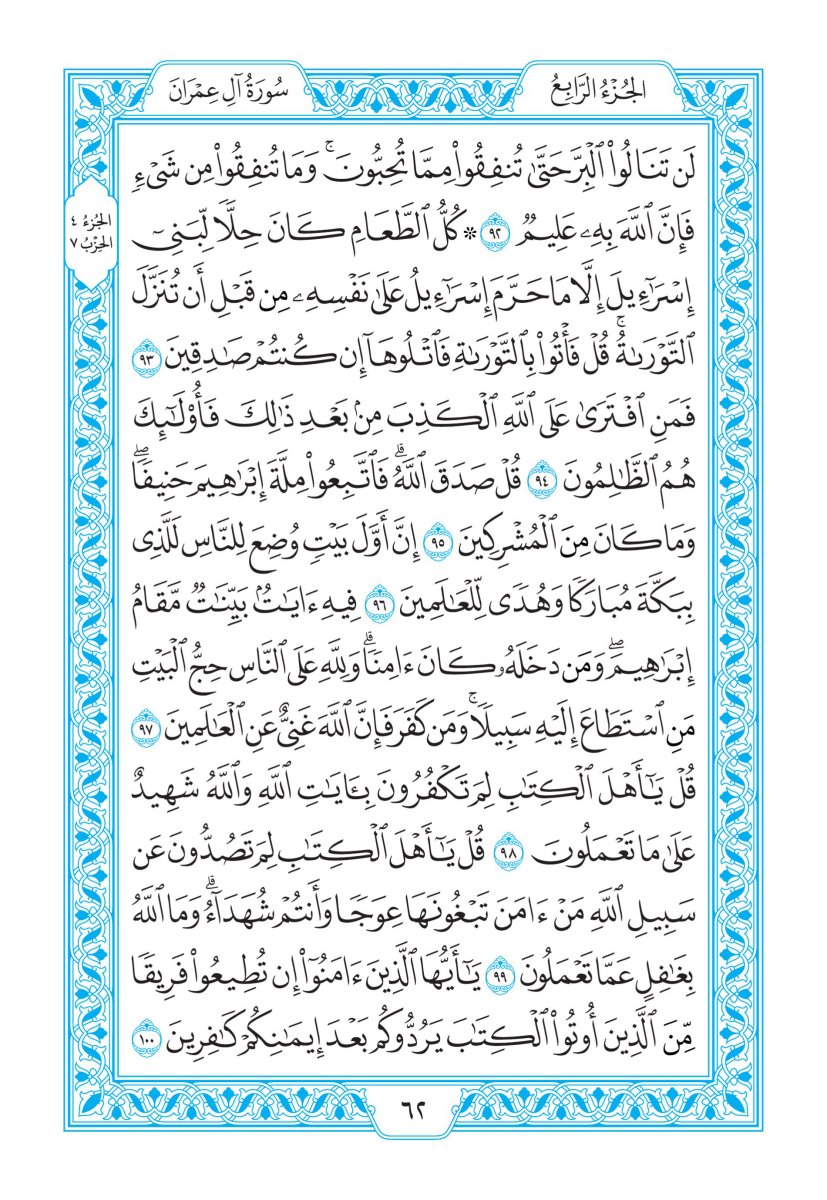 الجُزْءُ الرَّابِعُ
سُورَةُ آلِ عِمْرَان
الجُزءُ ٤
الحِزْبُ ٧
لَن تَنَالُوا۟ ٱلْبِرَّ حَتَّىٰ تُنفِقُوا۟ مِمَّا تُحِبُّونَ ۚ وَمَا تُنفِقُوا۟ مِن شَىْءٍ
فَإِنَّ ٱللَّهَ بِهِۦ عَلِيمٌ ٩٢ * كُلُّ ٱلطَّعَامِ كَانَ حِلًّا لِّبَنِىٓ
إِسْرَٰٓءِيلَ إِلَّا مَا حَرَّمَ إِسْرَٰٓءِيلُ عَلَىٰ نَفْسِهِۦ مِن قَبْلِ أَن تُنَزَّلَ
ٱلتَّوْرَىٰةُ ۚ قُلْ فَأْتُوا۟ بِٱلتَّوْرَىٰةِ فَٱتْلُوهَآ إِن كُنتُمْ صَٰدِقِينَ ٩٣
فَمَنِ ٱفْتَرَىٰ عَلَى ٱللَّهِ ٱلْكَذِبَ مِنۢ بَعْدِ ذَٰلِكَ فَأُو۟لَٰٓئِكَ
هُمُ ٱلظَّٰلِمُونَ ٩٤ قُلْ صَدَقَ ٱللَّهُ ۗ فَٱتَّبِعُوا۟ مِلَّةَ إِبْرَٰهِيمَ حَنِيفًا ۖ
وَمَا كَانَ مِنَ ٱلْمُشْرِكِينَ ٩٥ إِنَّ أَوَّلَ بَيْتٍ وُضِعَ لِلنَّاسِ لَلَّذِى
بِبَكَّةَ مُبَارَكًا وَهُدًى لِّلْعَٰلَمِينَ ٩٦ فِيهِ ءَايَٰتٌۢ بَيِّنَٰتٌ مَّقَامُ
إِبْرَٰهِيمَ ۖ وَمَن دَخَلَهُۥ كَانَ ءَامِنًا ۗ وَلِلَّهِ عَلَى ٱلنَّاسِ حِجُّ ٱلْبَيْتِ
مَنِ ٱسْتَطَاعَ إِلَيْهِ سَبِيلًا ۚ وَمَن كَفَرَ فَإِنَّ ٱللَّهَ غَنِىٌّ عَنِ ٱلْعَٰلَمِينَ ٩٧
قُلْ يَٰٓأَهْلَ ٱلْكِتَٰبِ لِمَ تَكْفُرُونَ بِـَٔايَٰتِ ٱللَّهِ وَٱللَّهُ شَهِيدٌ
عَلَىٰ مَا تَعْمَلُونَ ٩٨ قُلْ يَٰٓأَهْلَ ٱلْكِتَٰبِ لِمَ تَصُدُّونَ عَن
سَبِيلِ ٱللَّهِ مَنْ ءَامَنَ تَبْغُونَهَا عِوَجًا وَأَنتُمْ شُهَدَآءُ ۗ وَمَا ٱللَّهُ
بِغَٰفِلٍ عَمَّا تَعْمَلُونَ ٩٩ يَٰٓأَيُّهَا ٱلَّذِينَ ءَامَنُوٓا۟ إِن تُطِيعُوا۟ فَرِيقًا
مِّنَ ٱلَّذِينَ أُوتُوا۟ ٱلْكِتَٰبَ يَرُدُّوكُم بَعْدَ إِيمَٰنِكُمْ كَٰفِرِينَ ١٠٠
٦٢